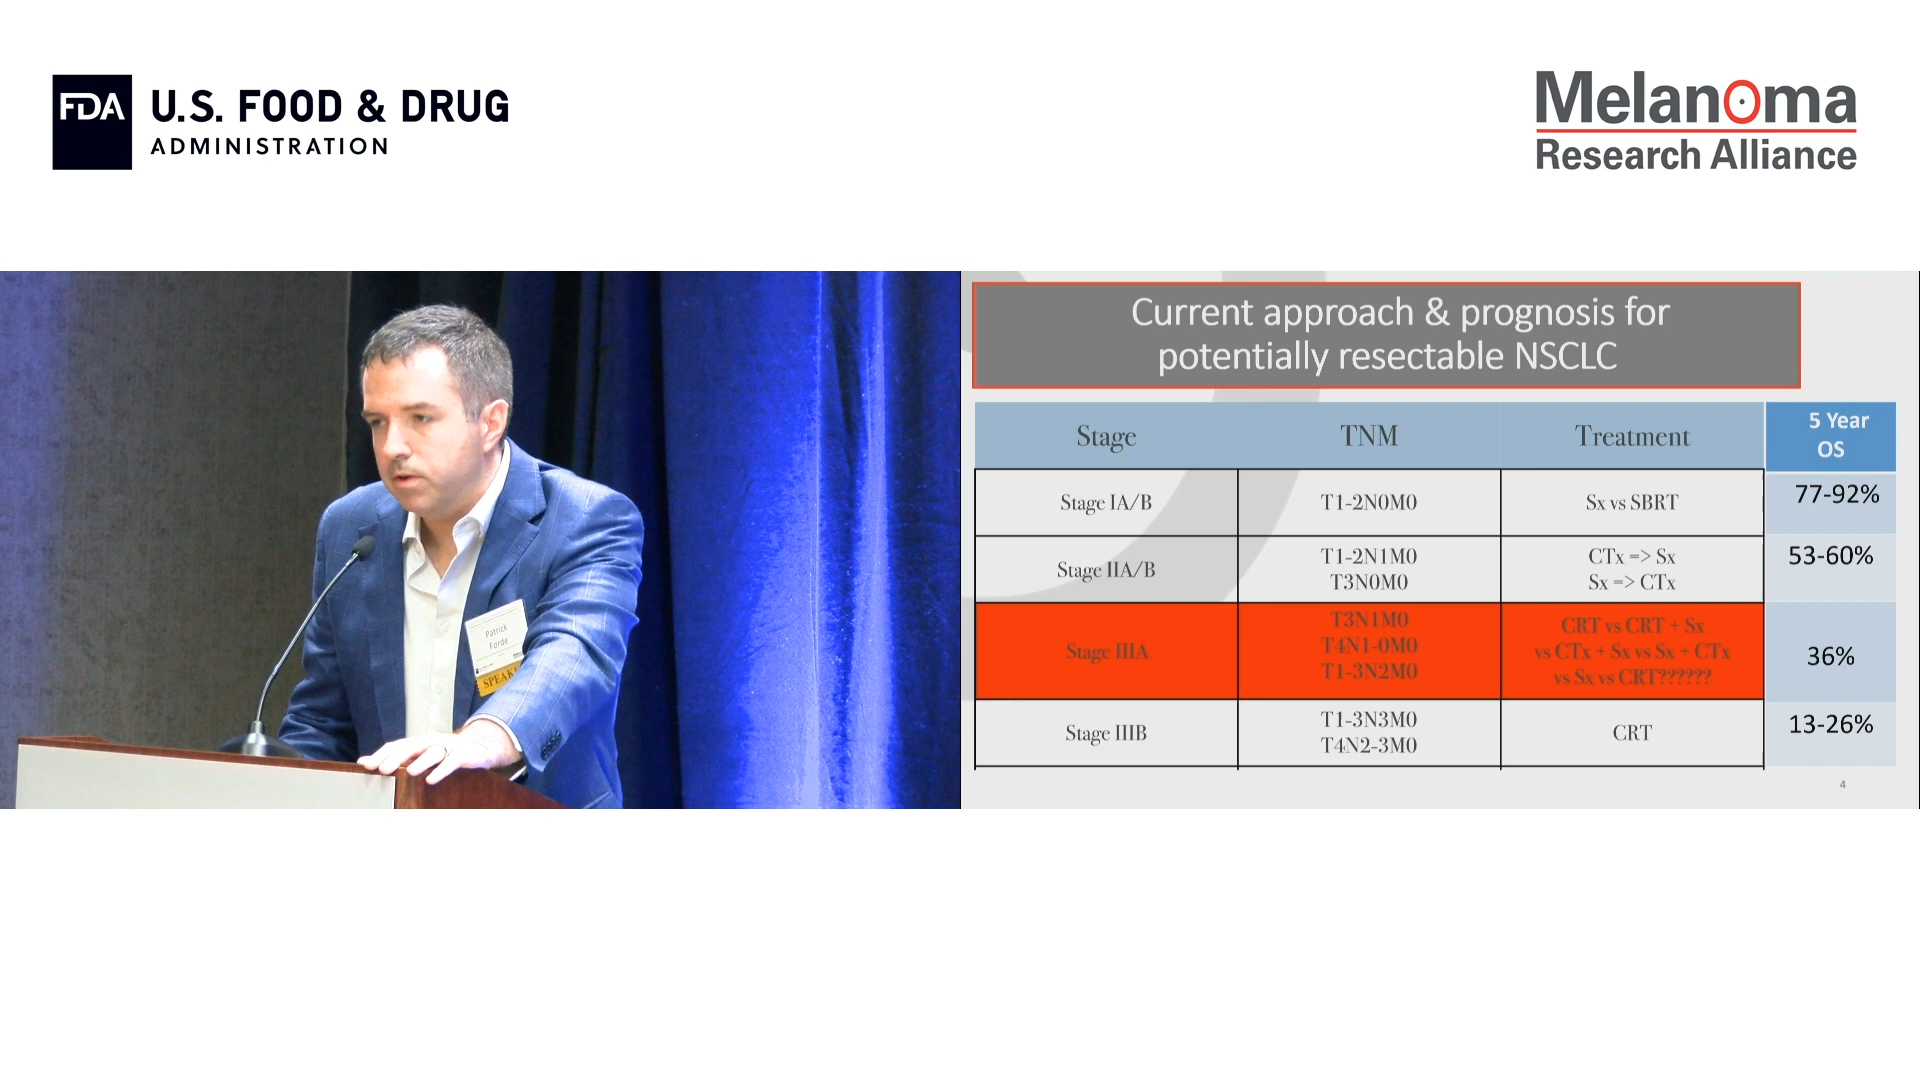 FDA U.S. FOOD & DRUG
ADMINISTRATION
Melanoma
Research Alliance
Patrick
Forde
SPEAK
Current approach & prognosis for
potentially resectable NSCLC
Stage TNM Treatment 5 Year
OS
Stage IA/B T1-2N0M0 Sx vs SBRT 77-92%
Stage IIA/B T1-2N1M0 CTx => Sx 53-60%
T3N0M0 Sx => CTx
Stage IIIA T3N1M0 CRT vs CRT + Sx 36%
T4N1-0M0 vs CTx + Sx vs Sx + CTx
T1-3N2M0 vs Sx vs CRT??????
Stage IIIB T1-3N3M0 CRT 13-26%
T4N2-3M0
4